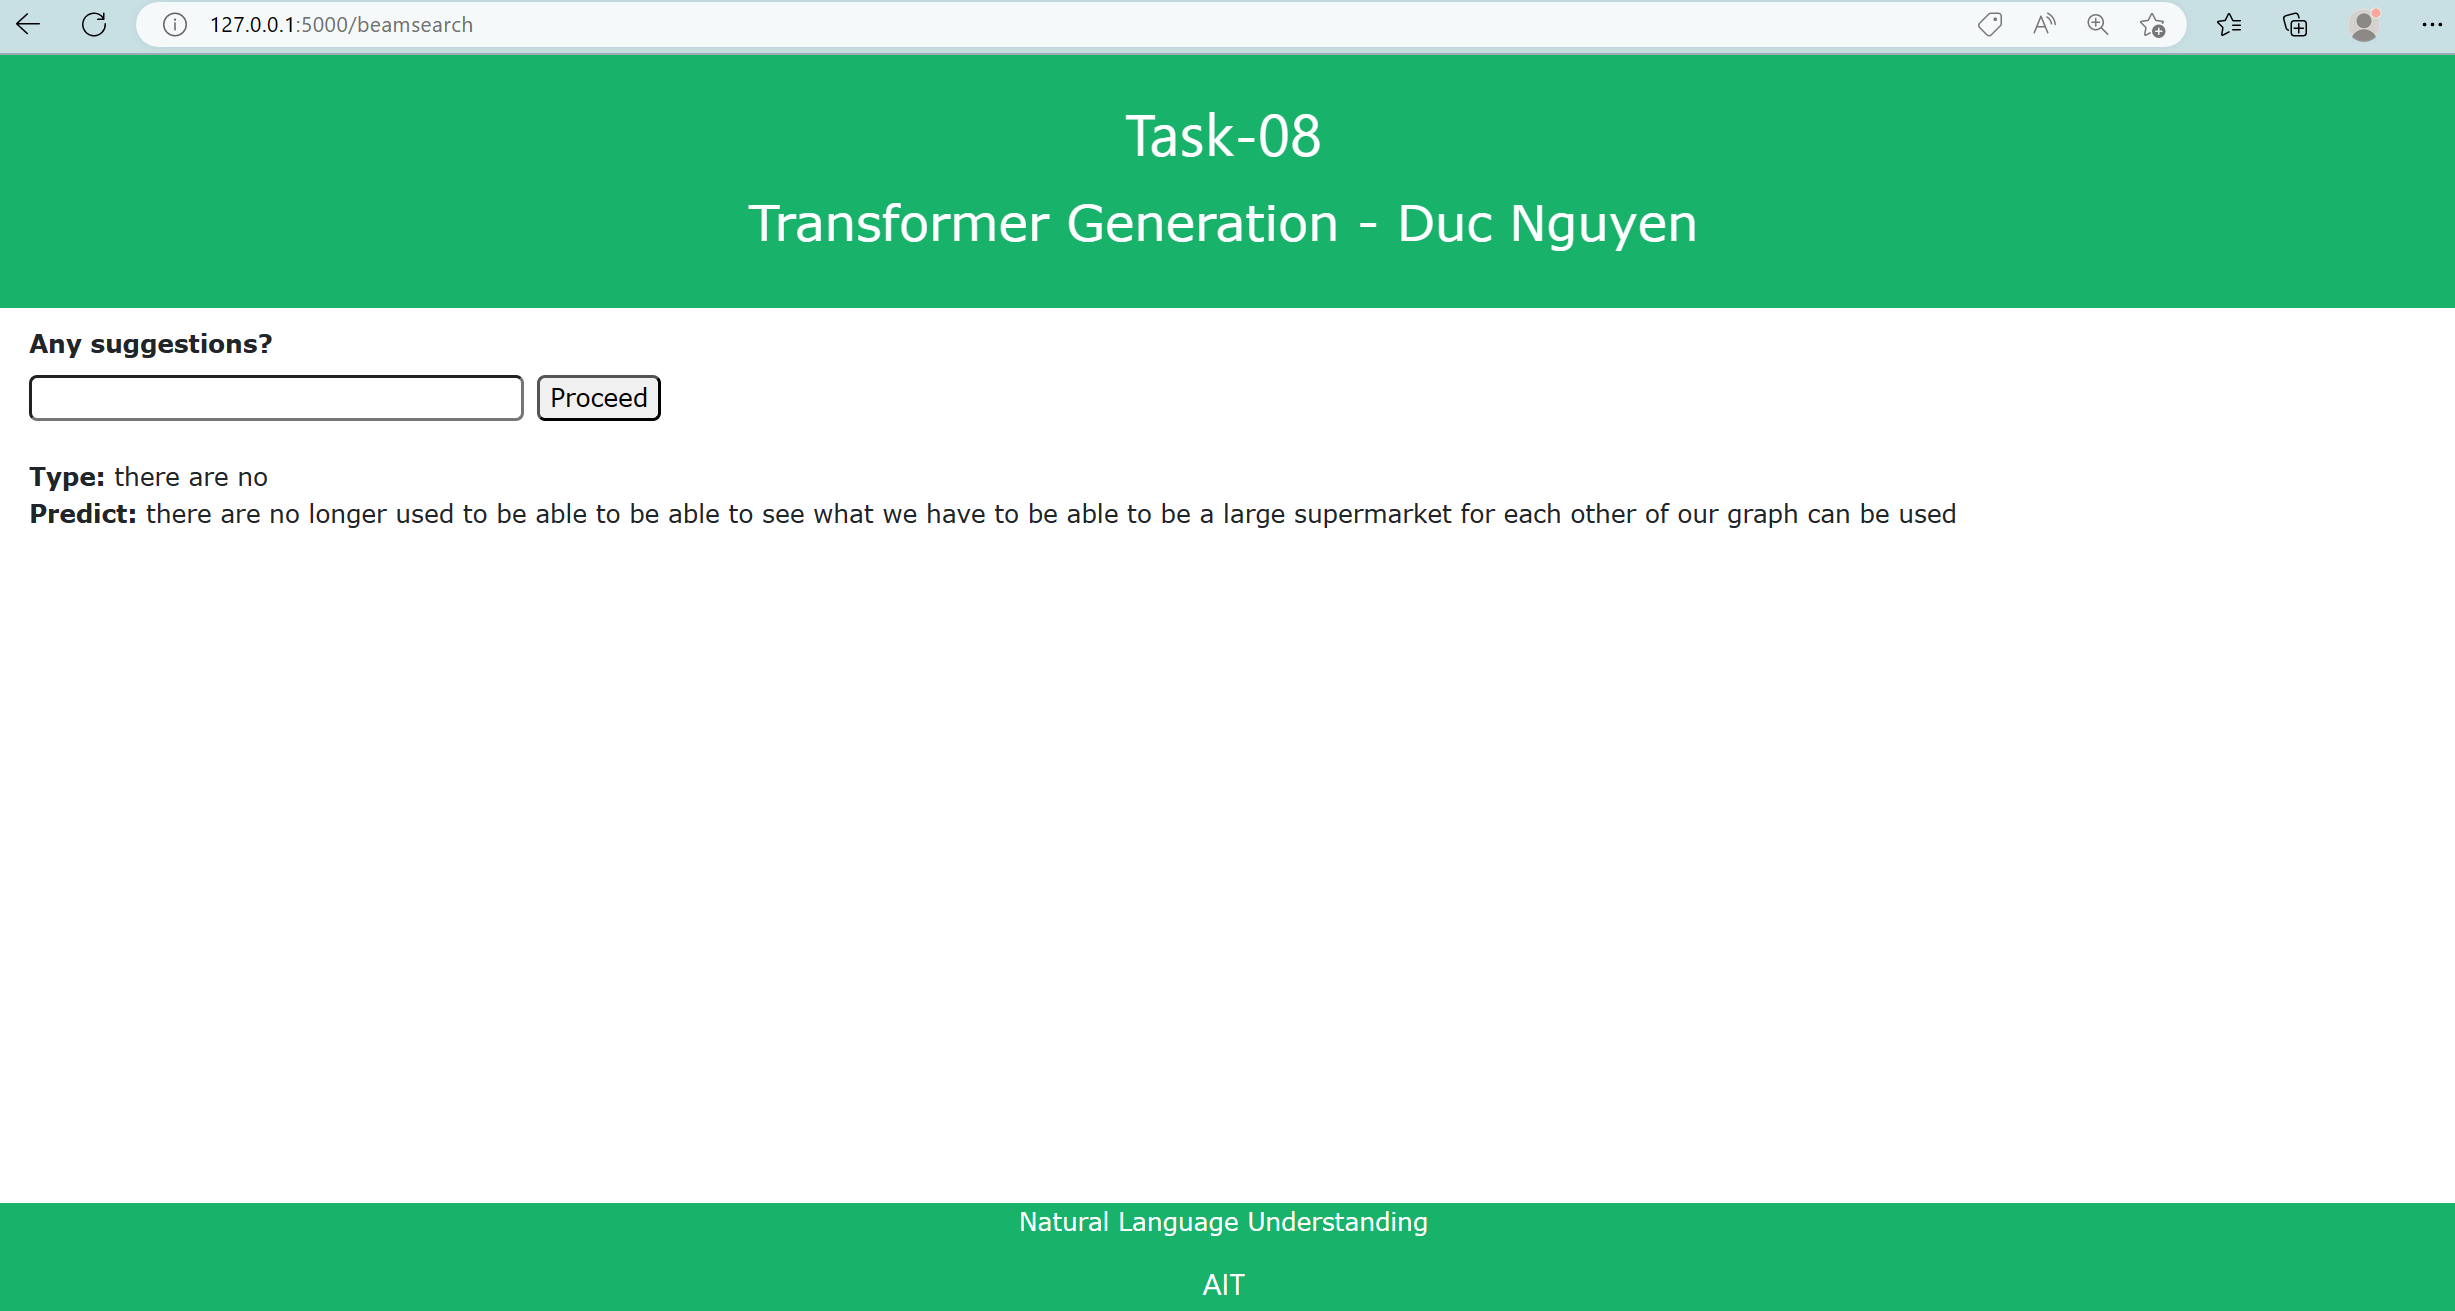 127.0.0.1:5000/beamsearch
Task-08
Transformer Generation - Duc Nguyen
Any suggestions?
Proceed
Type: there are no
Predict: there are no longer used to be able to be able to see what we have to be able to be a large supermarket for each other of our graph can be used
Natural Language Understanding
AIT